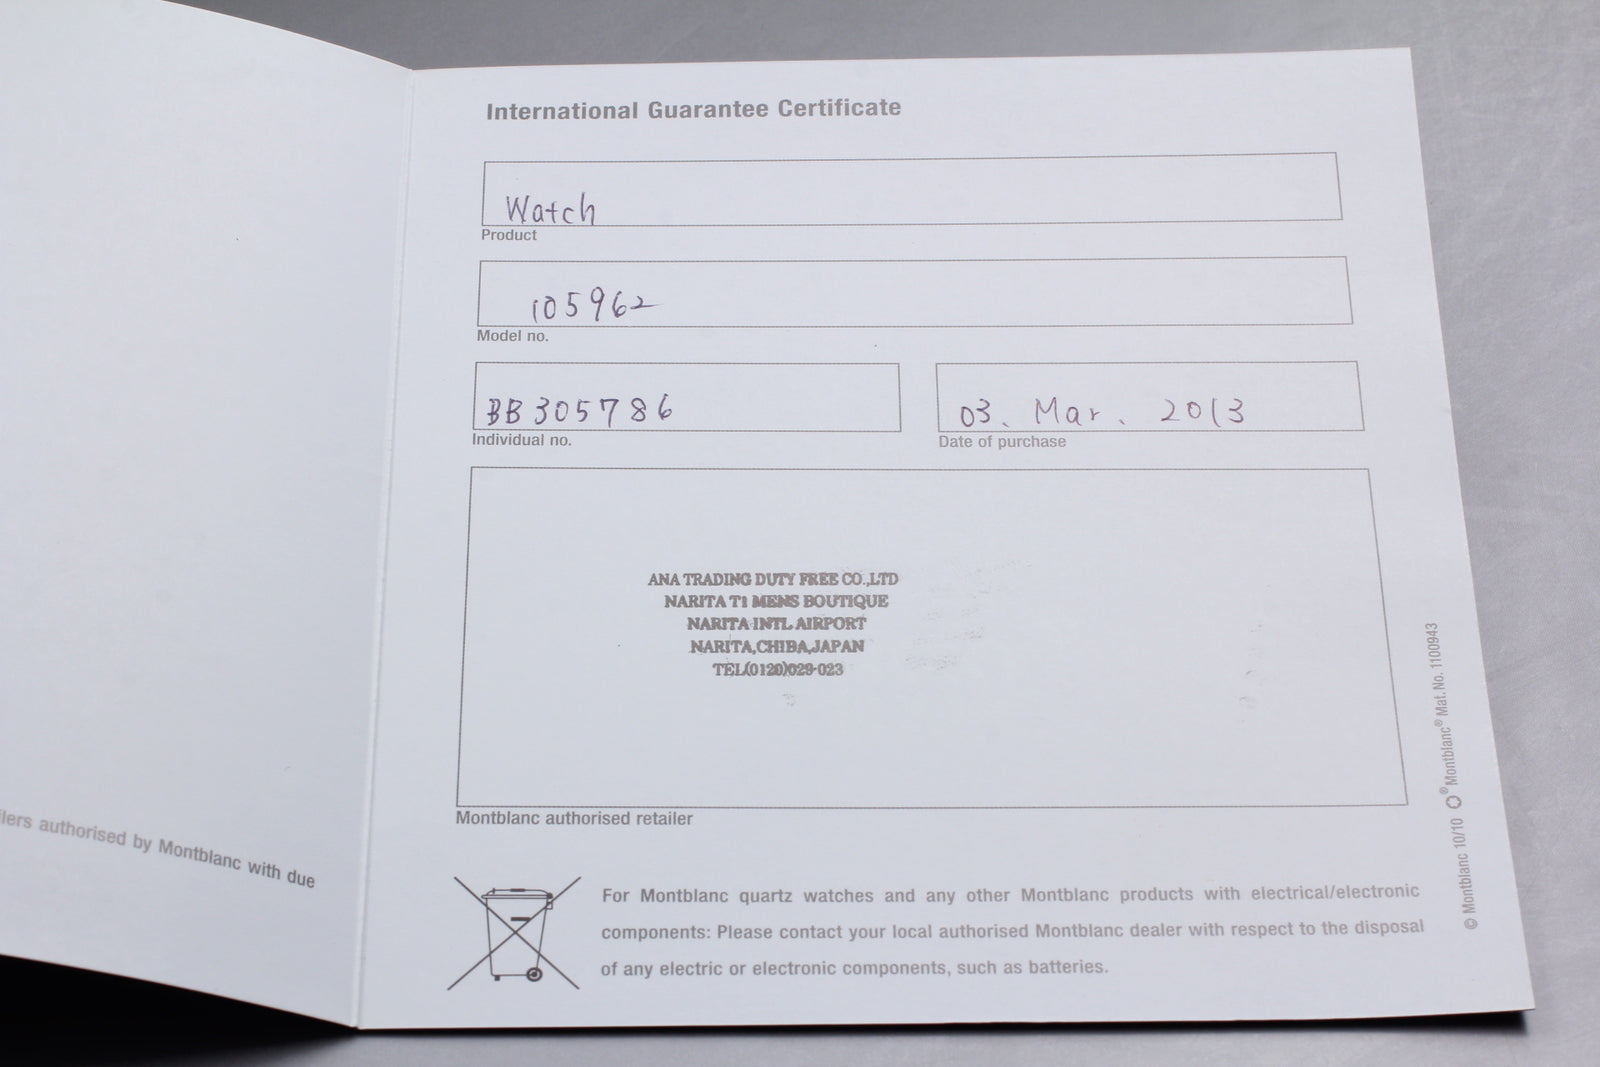 International Guarantee Certificate
Watch
Product
105962
Model no.
BB305786
Individual no.
03. Mar. 2013
Date of purchase
ANA TRADING DUTY FREE CO.,LTD
NARITA T1 MENS BOUTIQUE
NARITA INTL AIRPORT
NARITA,CHIBA,JAPAN
TEL(0120)029-023
Montblanc authorised retailer
For Montblanc quartz watches and any other Montblanc products with electrical/electronic
components: Please contact your local authorised Montblanc dealer with respect to the disposal
of any electric or electronic components, such as batteries.
© Montblanc 10/10 ® Montblanc® Mat. No. 1100943
ilers authorised by Montblanc with due